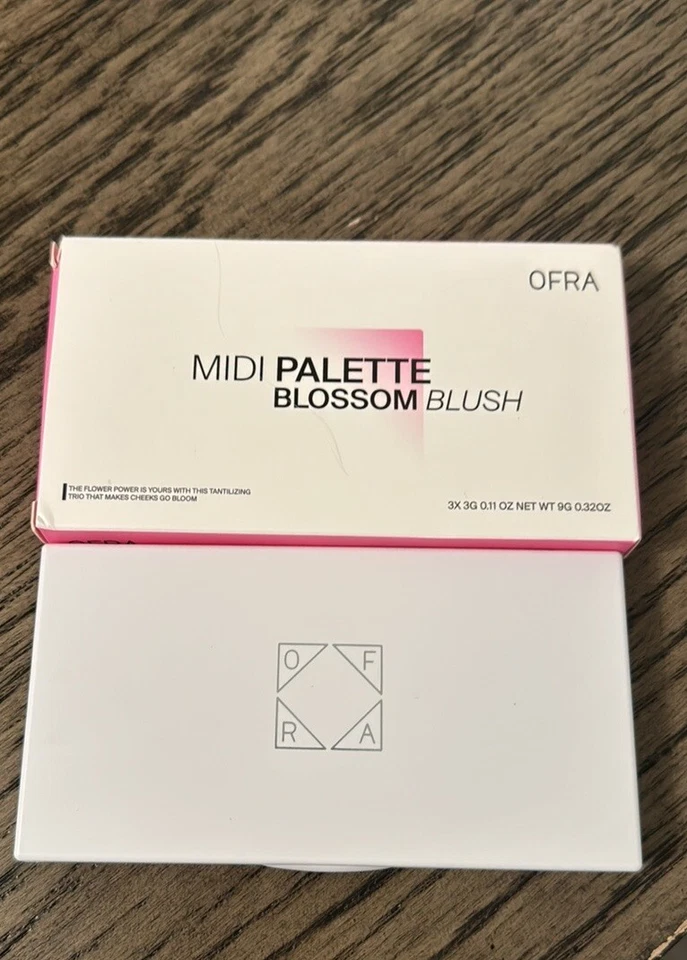 OFRA
MIDI PALETTE
BLOSSOM BLUSH
THE FLOWER POWER IS YOURS WITH THIS TANTILIZING
TRIO THAT MAKES CHEEKS GO BLOOM
3X 3G 0.11 OZ NET WT 9G 0.32OZ
OFRA
O F
R A